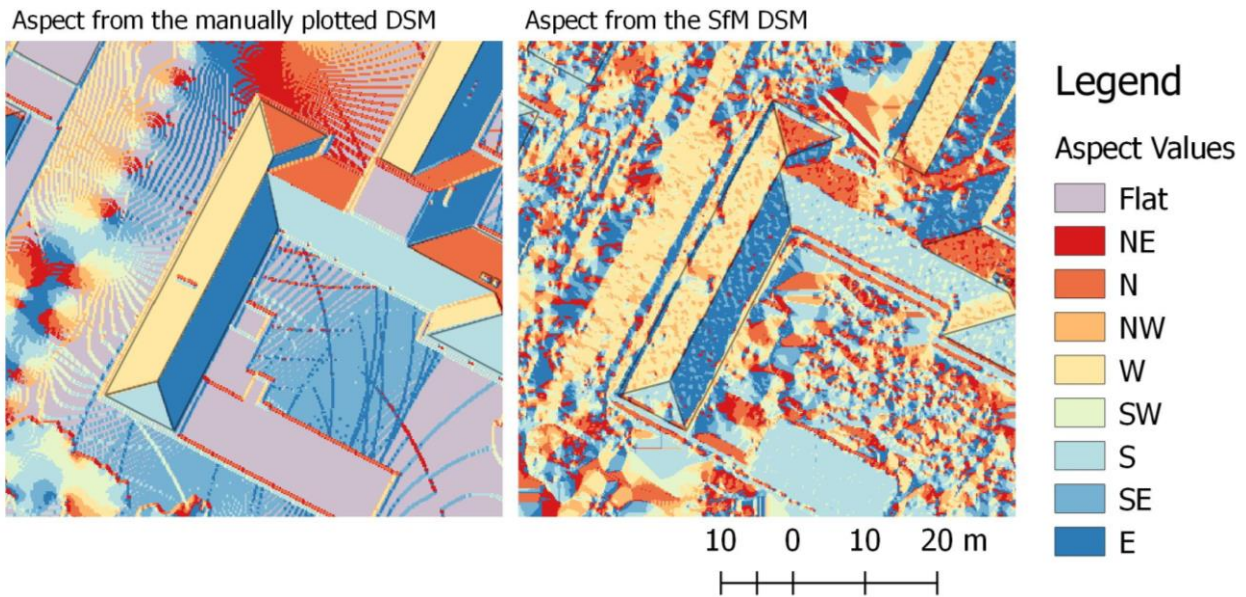 Aspect from the manually plotted DSM
Aspect from the SfM DSM
Legend
Aspect Values
Flat
NE
N
NW
W
SW
S
SE
E
10 0 10 20 m